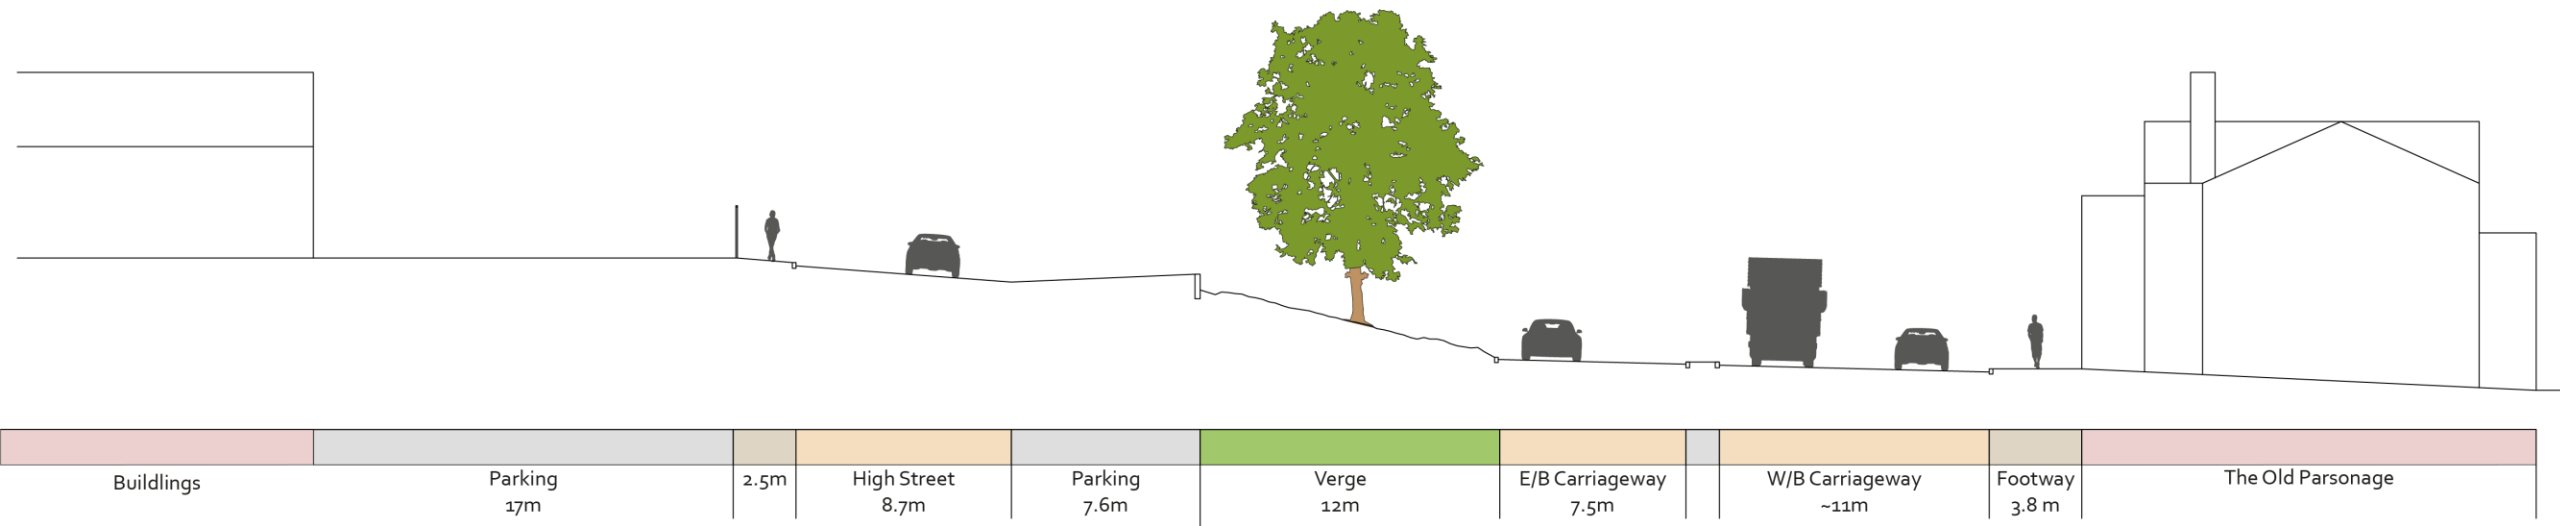 Buildlings
Parking
17m
2.5m
High Street
8.7m
Parking
7.6m
Verge
12m
E/B Carriageway
7.5m
W/B Carriageway
~11m
Footway
3.8 m
The Old Parsonage